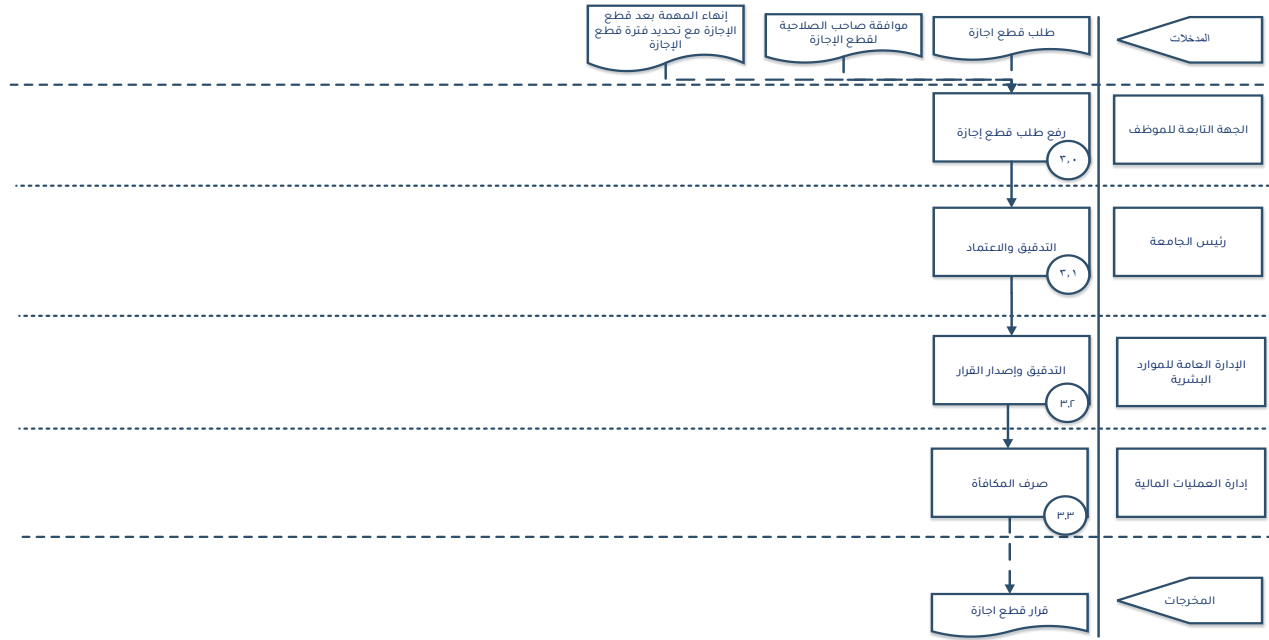 المدخلات
طلب قطع اجازة
موافقة صاحب الصلاحية
لقطع الإجازة
إنهاء المهمة بعد قطع
الإجازة مع تحديد فترة قطع
الإجازة
الجهة التابعة للموظف
رفع طلب قطع إجازة
٣,٠
رئيس الجامعة
التدقيق والاعتماد
٣,١
الإدارة العامة للموارد
البشرية
التدقيق وإصدار القرار
٣.٢
إدارة العمليات المالية
صرف المكافأة
٣.٣
المخرجات
قرار قطع اجازة